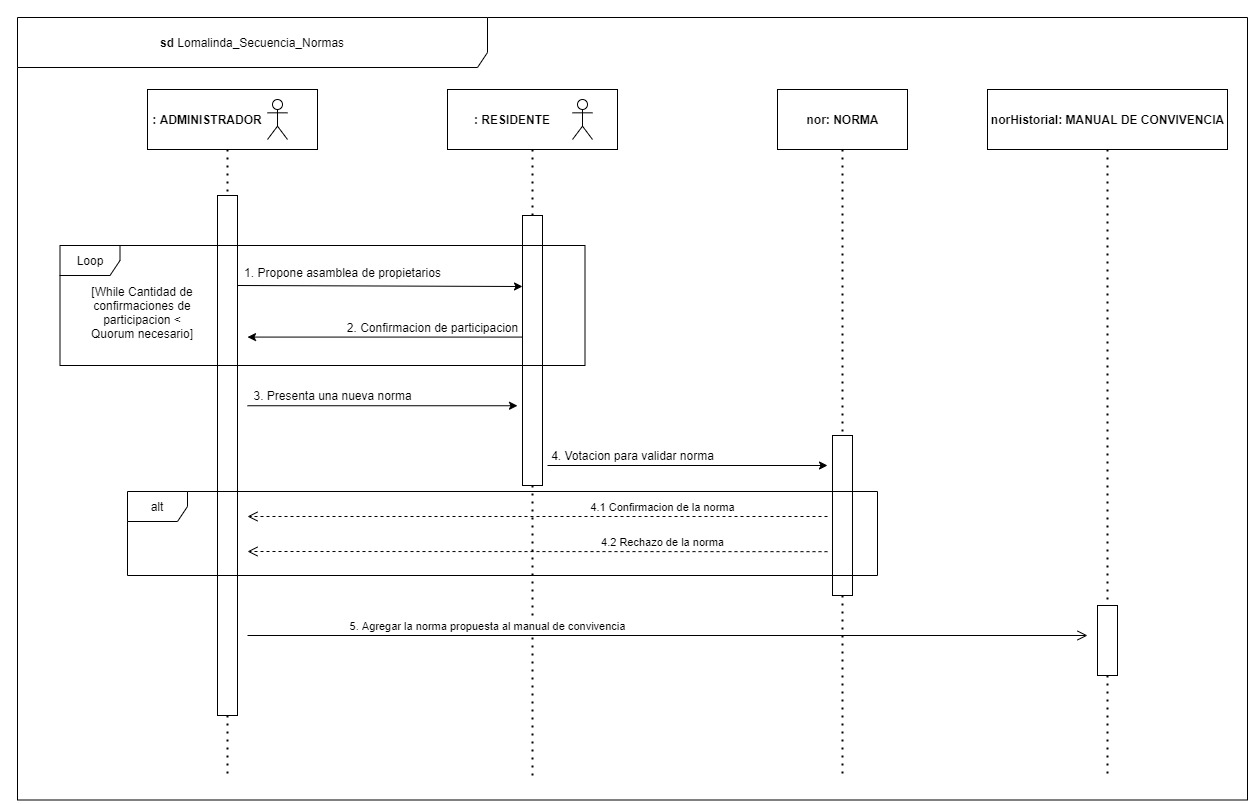 sd Lomalinda_Secuencia_Normas
: ADMINISTRADOR
: RESIDENTE
nor: NORMA
norHistorial: MANUAL DE CONVIVENCIA
Loop
[While Cantidad de
confirmaciones de
participacion <
Quorum necesario]
1. Propone asamblea de propietarios
2. Confirmacion de participacion
3. Presenta una nueva norma
4. Votacion para validar norma
alt
4.1 Confirmacion de la norma
4.2 Rechazo de la norma
5. Agregar la norma propuesta al manual de convivencia